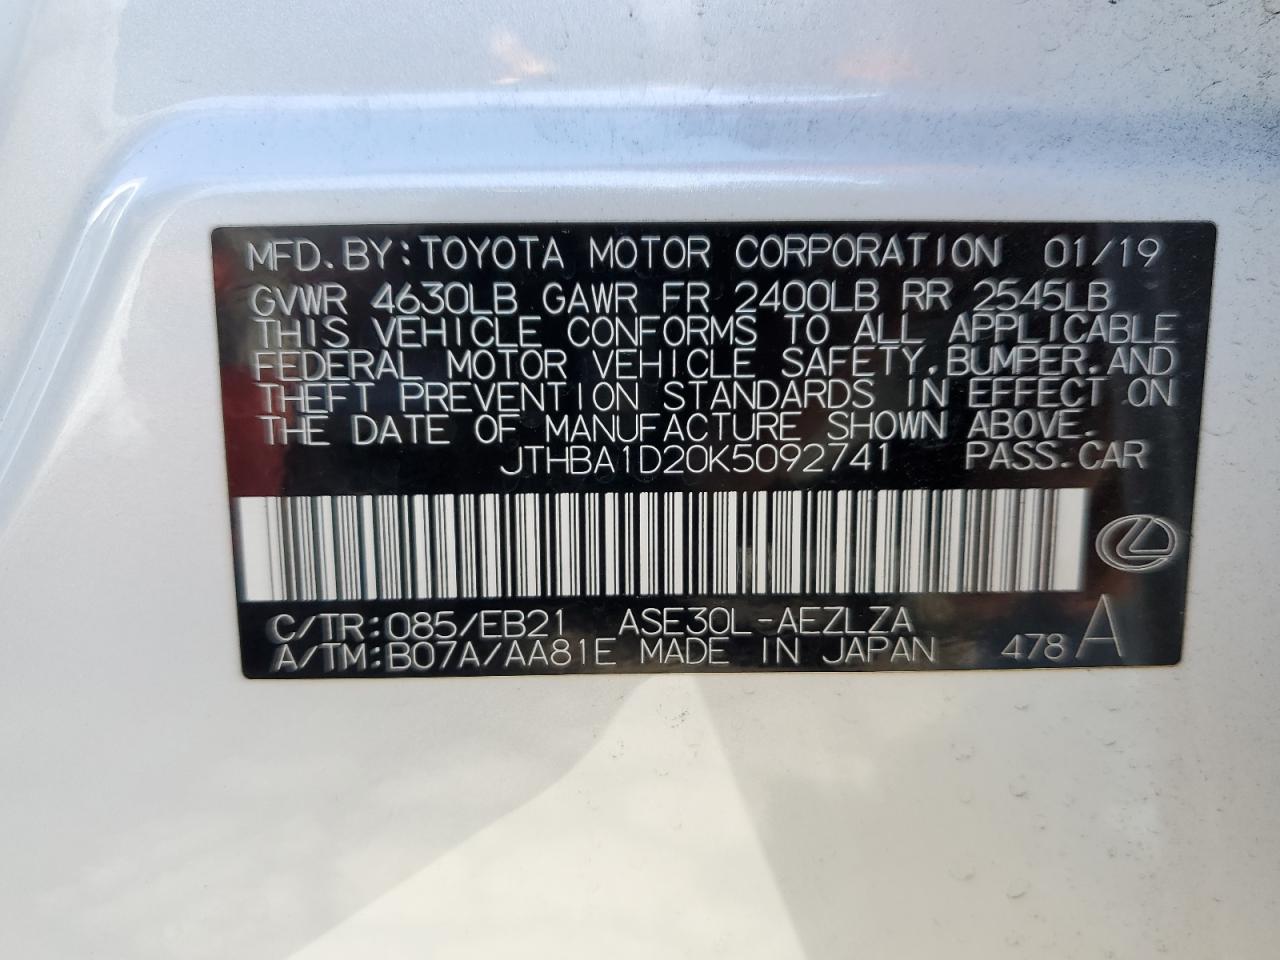 MFD.BY:TOYOTA MOTOR CORPORATION 01/19
GVWR 4630LB GAWR FR 2400LB RR 2545LB
THIS VEHICLE CONFORMS TO ALL APPLICABLE
FEDERAL MOTOR VEHICLE SAFETY,BUMPER,AND
THEFT PREVENTION STANDARDS IN EFFECT ON
THE DATE OF MANUFACTURE SHOWN ABOVE.
JTHBA1D20K5092741 PASS.CAR
C/TR:085/EB21 ASE30L-AEZLZA
A/TM:B07A/AA81E MADE IN JAPAN 478 A